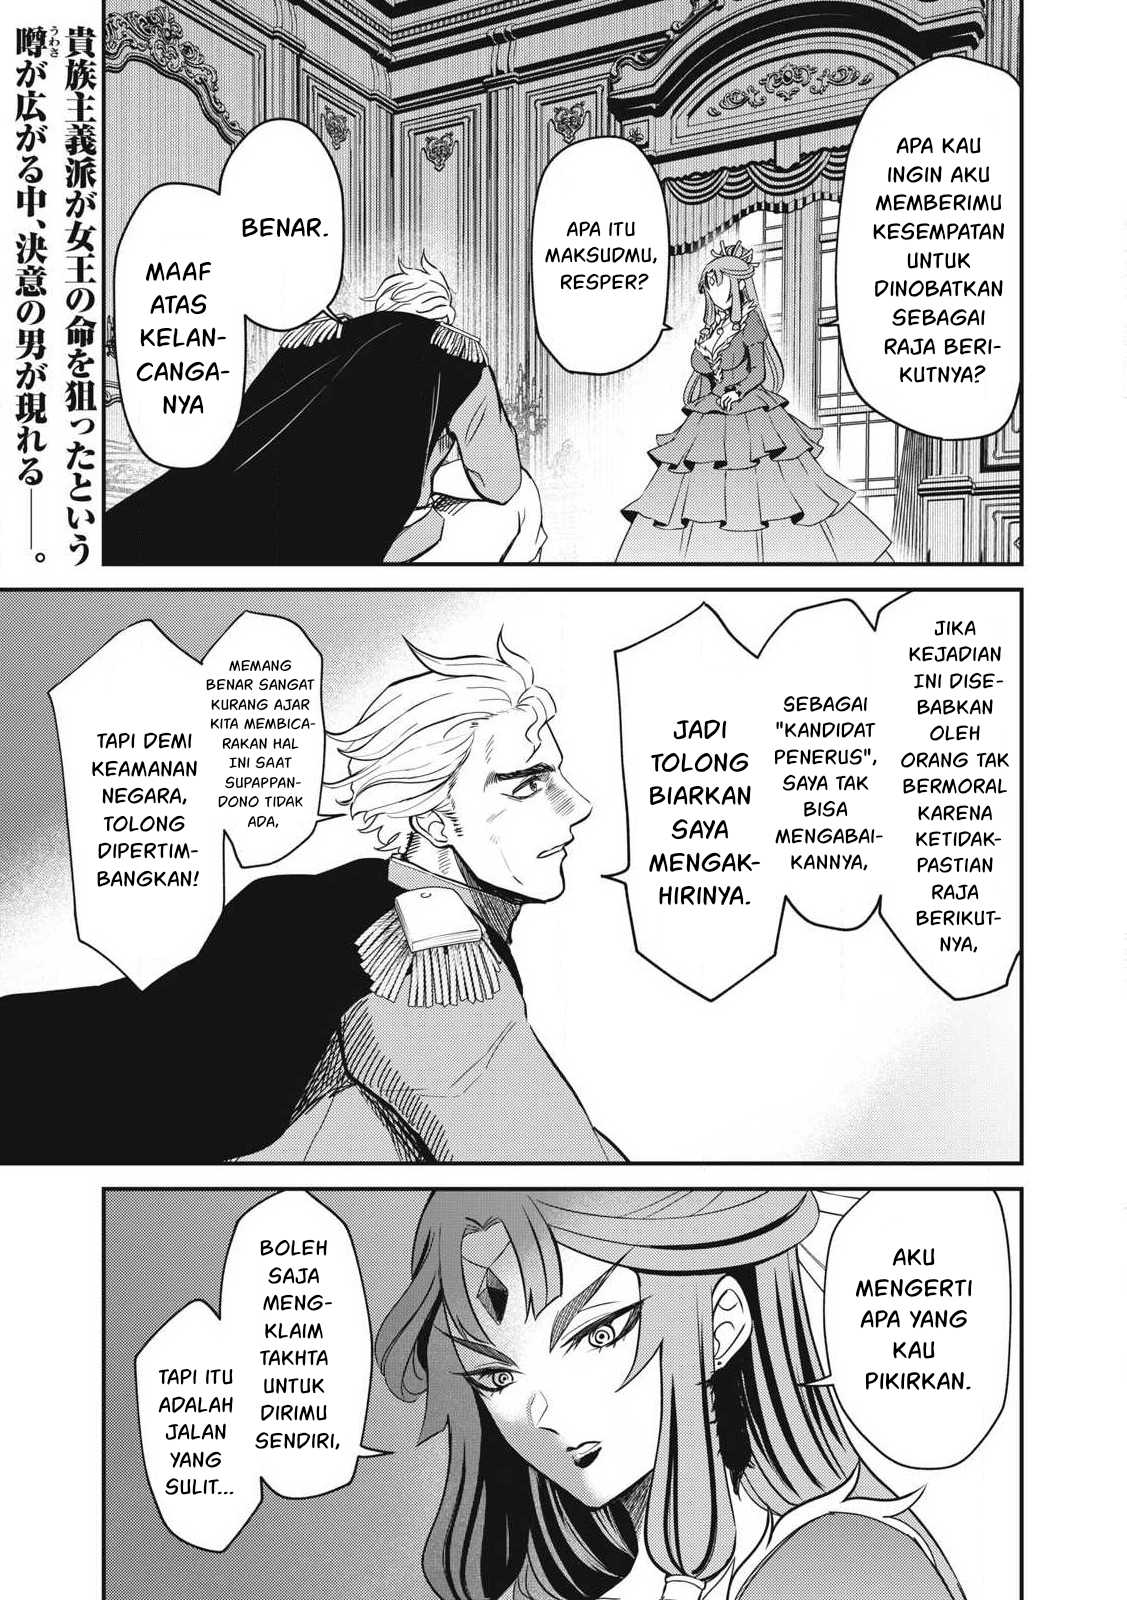 貴族主義派が女王の命を狙ったという
噂が広がる中、決意の男が現れる──。
うわさ
APA KAU
INGIN AKU
MEMBERIMU
KESEMPATAN
UNTUK
DINOBATKAN
SEBAGAI
RAJA BERI-
KUTNYA?
APA ITU
MAKSUDMU,
RESPER?
BENAR.
MAAF
ATAS
KELAN-
CANGA-
NYA
JIKA
KEJADIAN
INI DISE-
BABKAN
OLEH
ORANG TAK
BERMORAL
KARENA
KETIDAK-
PASTIAN
RAJA
BERIKUT-
NYA,
SEBAGAI
"KANDIDAT
PENERUS",
SAYA TAK
BISA
MENGABAI-
KANNYA,
JADI
TOLONG
BIARKAN
SAYA
MENGAK-
HIRINYA.
MEMANG
BENAR SANGAT
KURANG AJAR
KITA MEMBICA-
RAKAN HAL
INI SAAT
SUPAPPAN-
DONO TIDAK
ADA,
TAPI DEMI
KEAMANAN
NEGARA,
TOLONG
DIPERTIM-
BANGKAN!
AKU
MENGERTI
APA YANG
KAU
PIKIRKAN.
BOLEH
SAJA
MENG-
KLAIM
TAKHTA
UNTUK
DIRIMU
SENDIRI,
TAPI ITU
ADALAH
JALAN
YANG
SULIT...